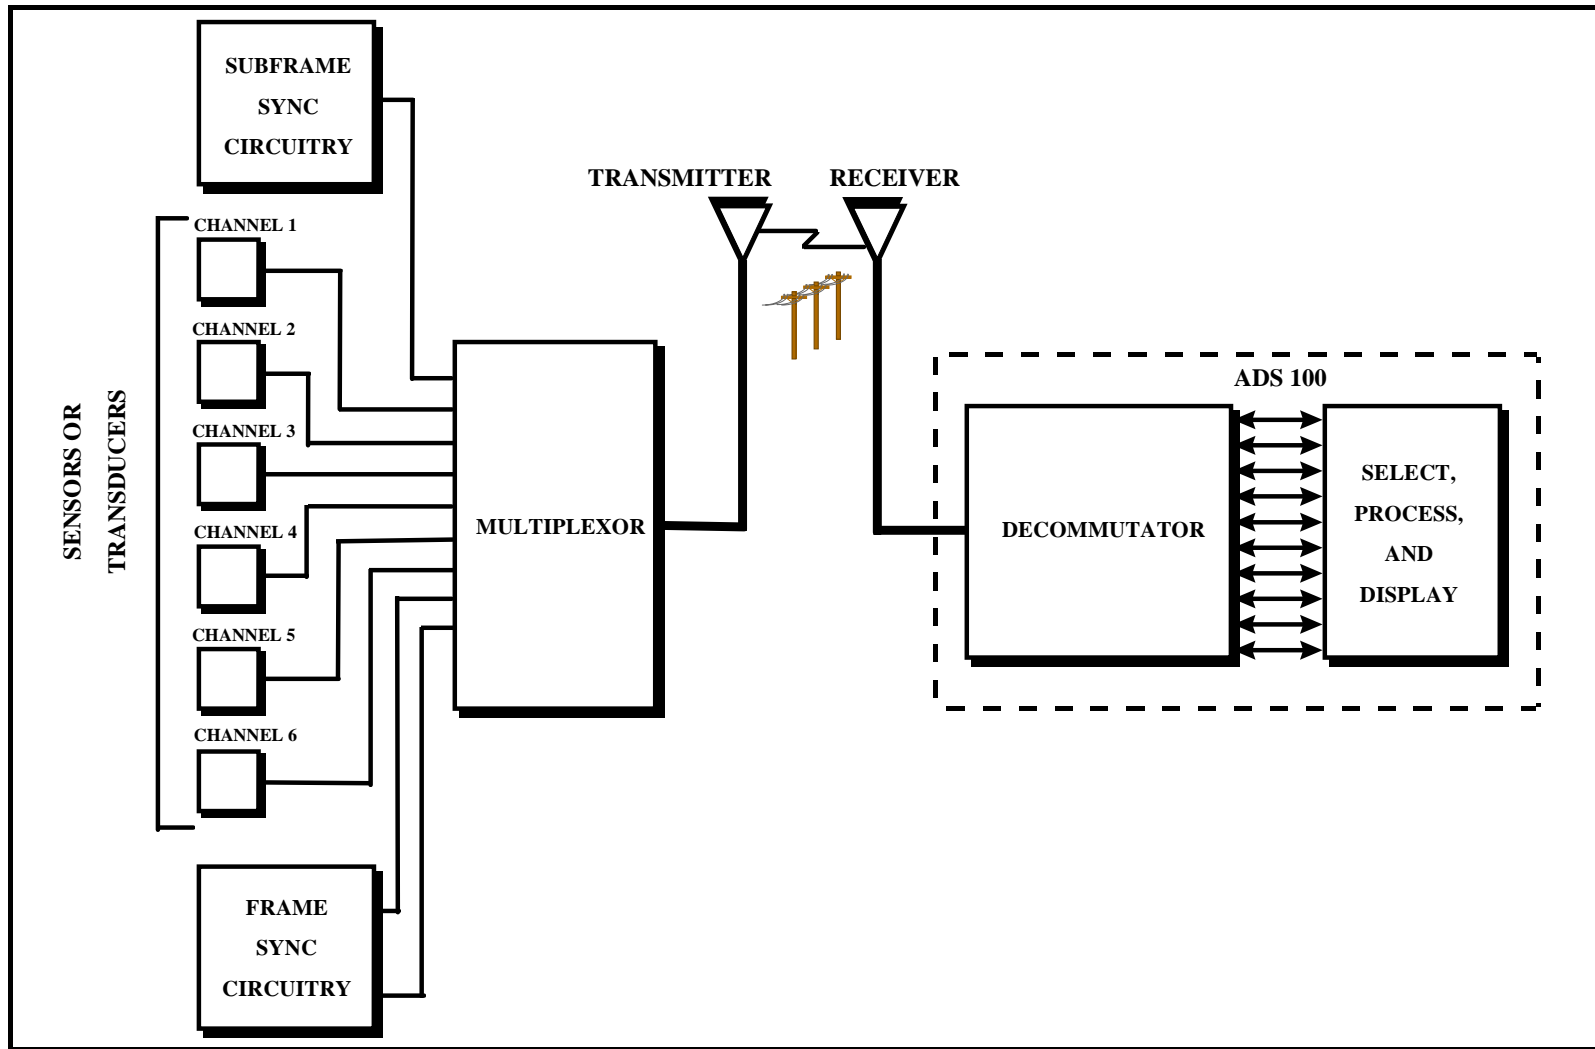 SUBFRAME
SYNC
CIRCUITRY
SENSORS OR
TRANSDUCERS
CHANNEL 1
CHANNEL 2
CHANNEL 3
CHANNEL 4
CHANNEL 5
CHANNEL 6
FRAME
SYNC
CIRCUITRY
MULTIPLEXOR
TRANSMITTER
RECEIVER
ADS 100
DECOMMUTATOR
SELECT,
PROCESS,
AND
DISPLAY